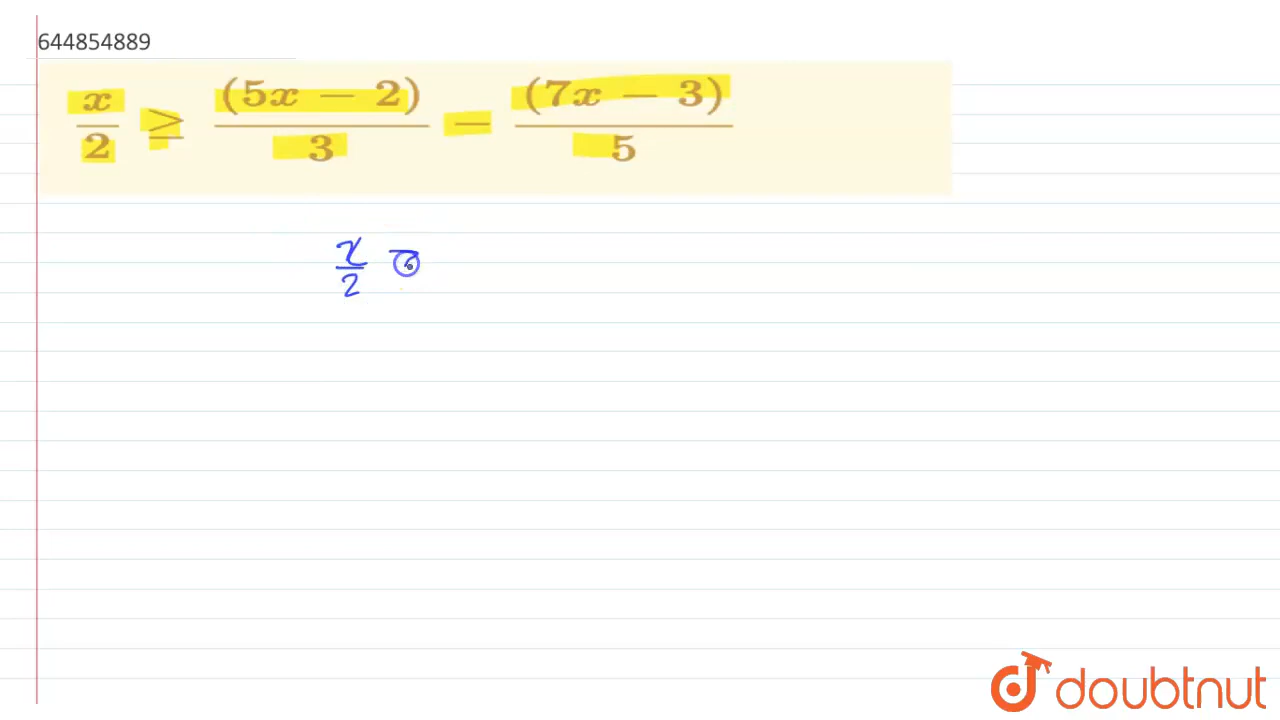 644854889
x/2 ≥ (5x − 2)/3 − (7x − 3)/5
x/2
doubtnut